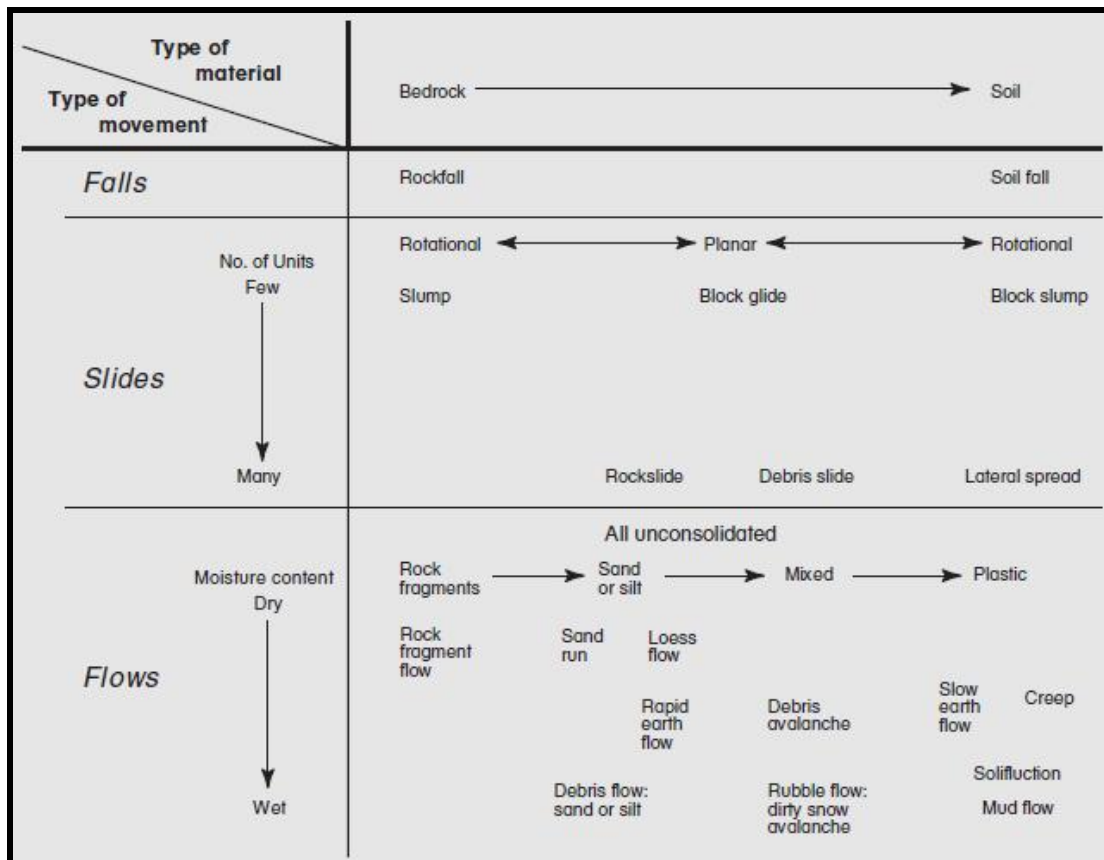 Type of
material
Type of
movement
Bedrock Soil
Falls Rockfall Soil fall
Rotational Planar Rotational
No. of Units
Few
Slump Block glide Block slump
Slides
Many Rockslide Debris slide Lateral spread
All unconsolidated
Moisture content
Dry
Rock
fragments
Sand
or silt
Mixed
Plastic
Rock
fragment
flow
Sand
run
Loess
flow
Flows
Rapid
earth
flow
Debris
avalanche
Slow
earth
flow
Creep
Solifluction
Wet
Debris flow:
sand or silt
Rubble flow:
dirty snow
avalanche
Mud flow